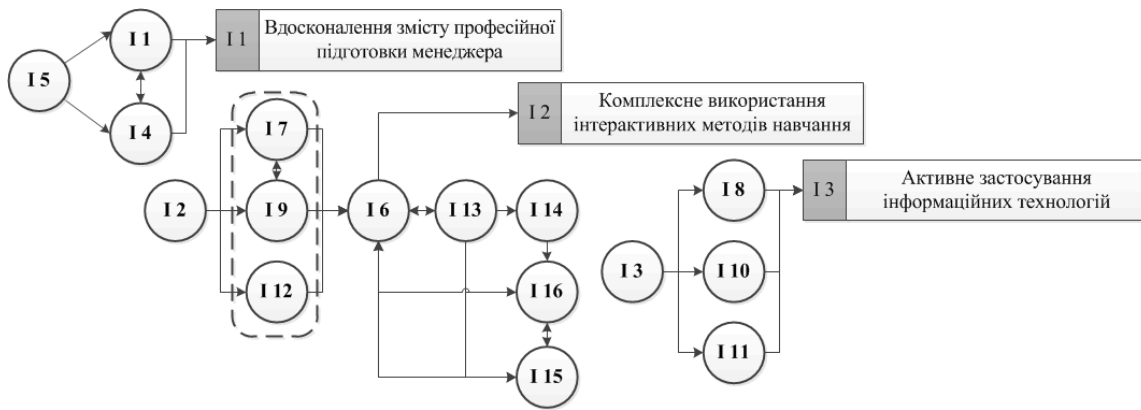 I 5
I 1
I 4
I 1
Вдосконалення змісту професійної
підготовки менеджера
I 2
I 7
I 9
I 12
I 6
I 13
I 14
I 16
I 15
I 2
Комплексне використання
інтерактивних методів навчання
I 3
I 8
I 10
I 11
I 3
Активне застосування
інформаційних технологій